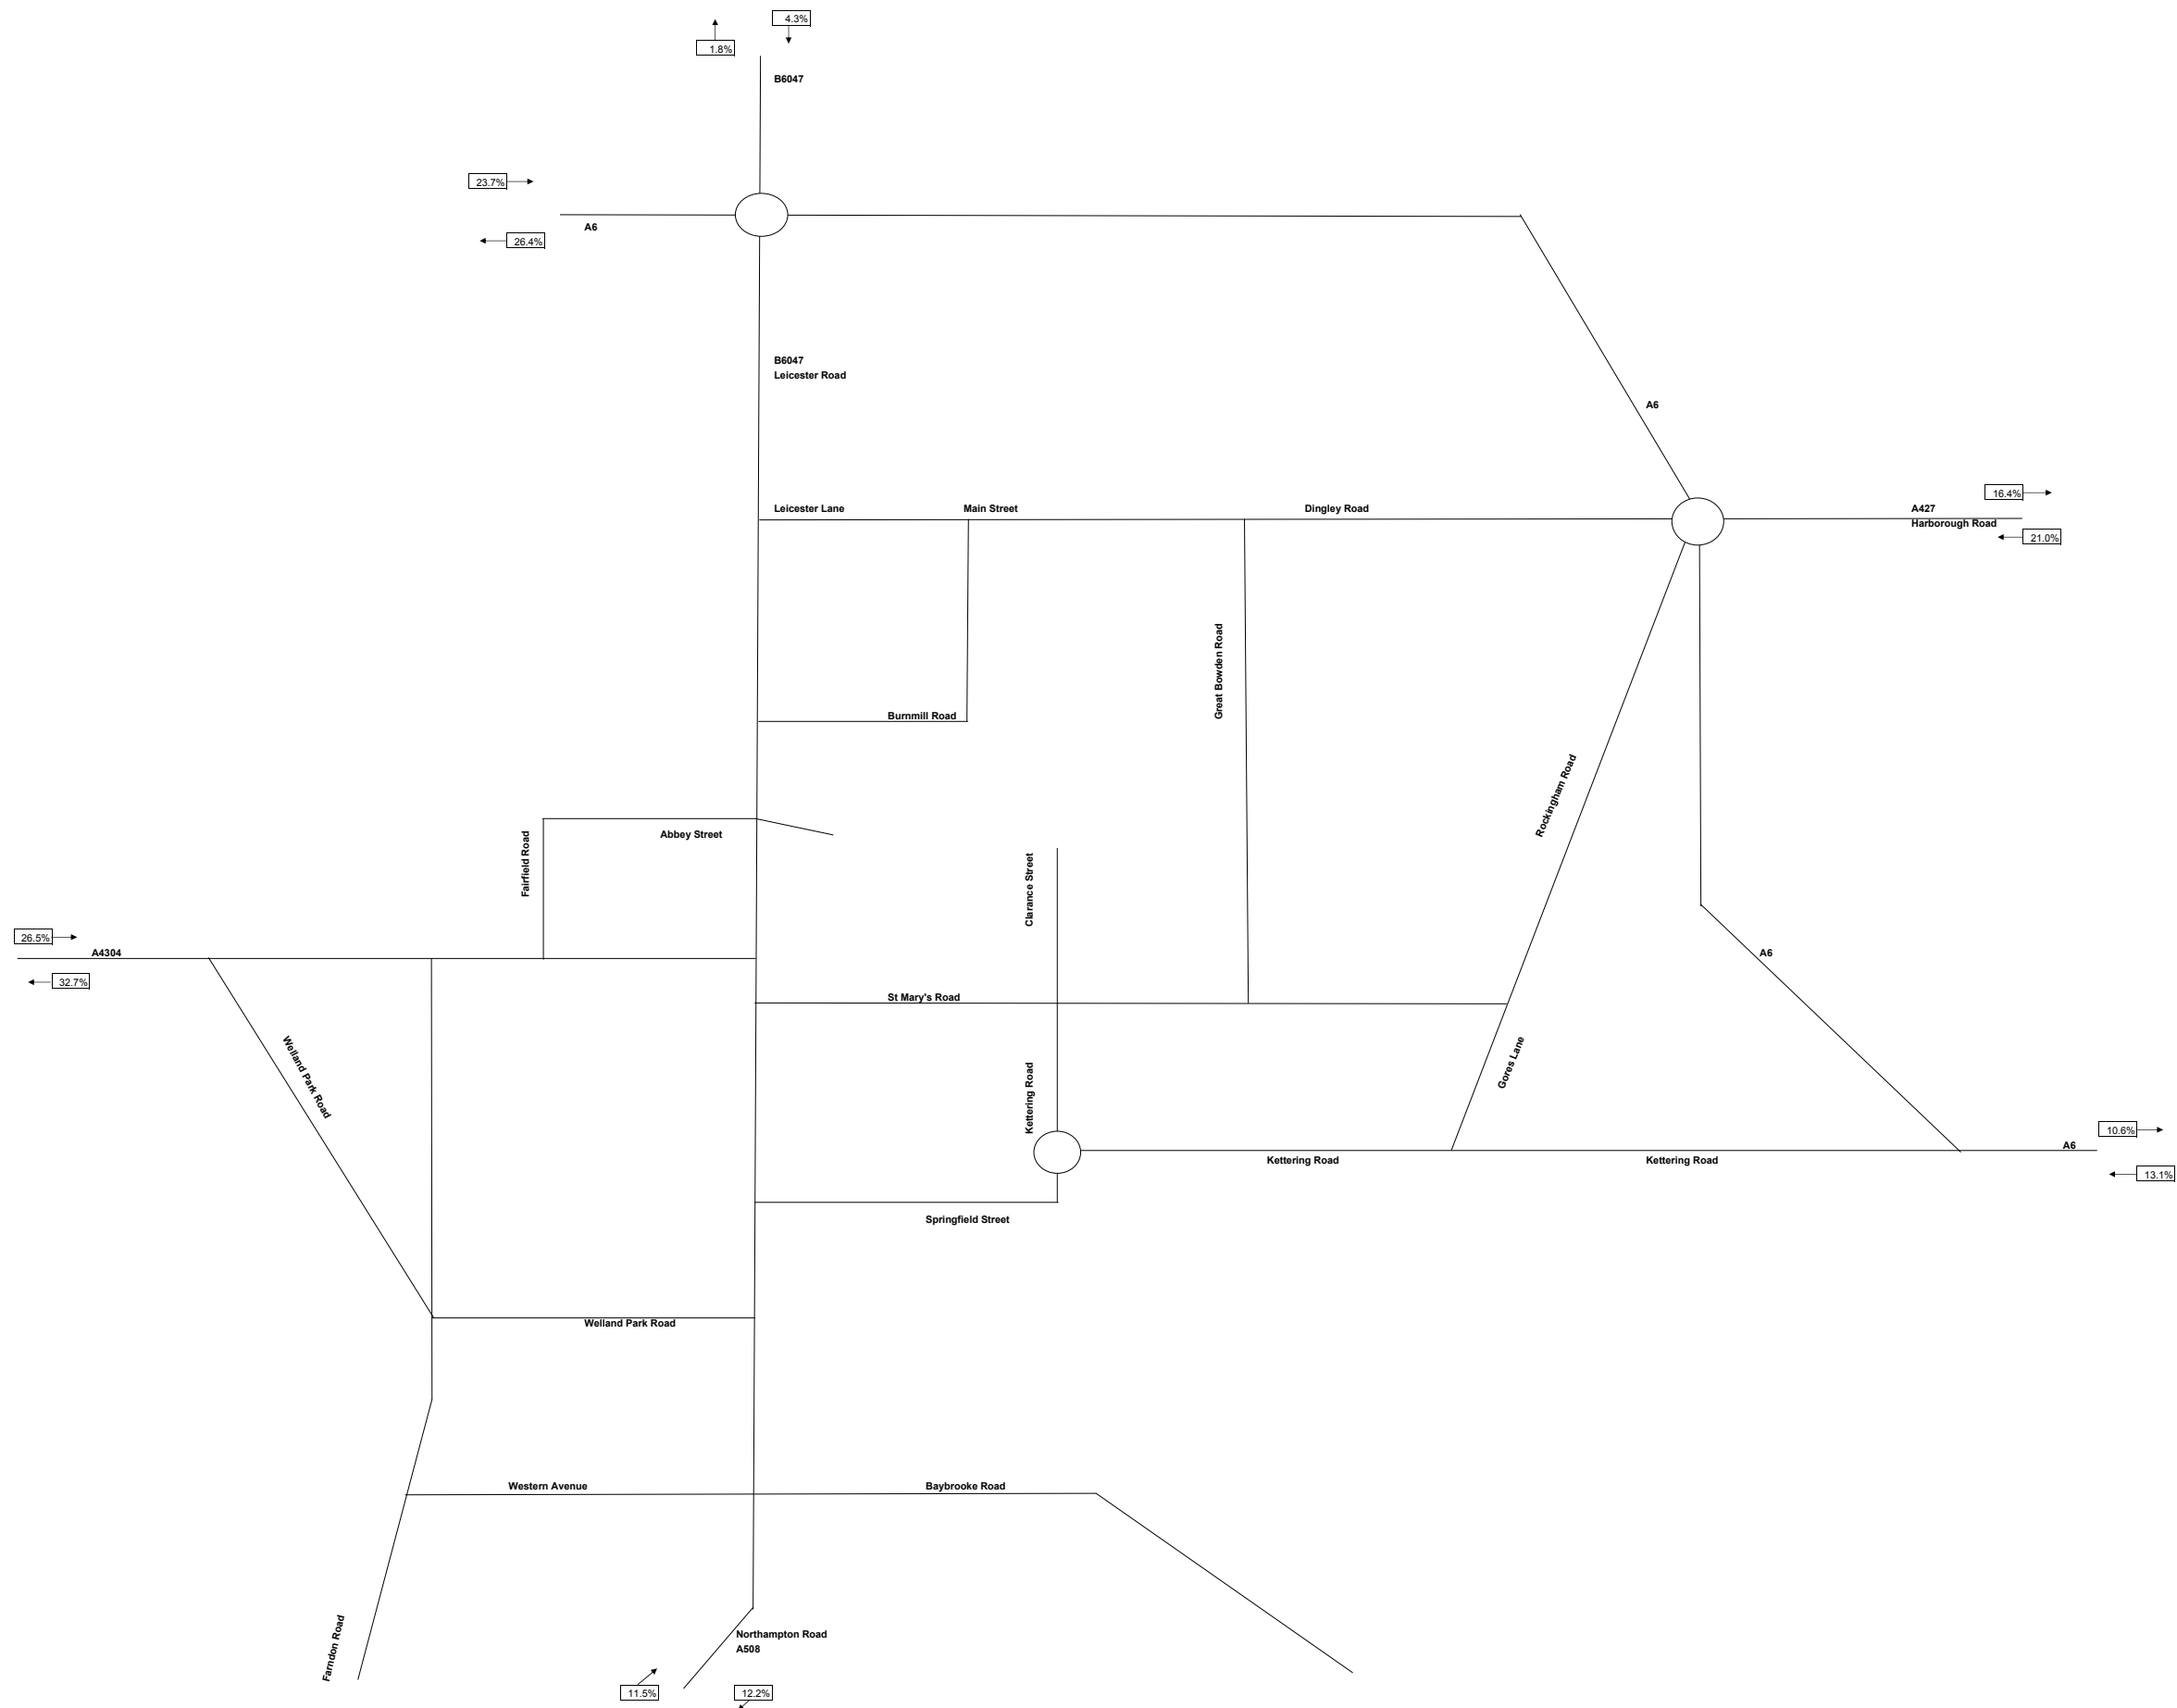 4.3%
1.8%
B6047
23.7%
A6
26.4%
B6047
Leicester Road
A6
16.4%
Leicester Lane
Main Street
Dingley Road
A427
Harborough Road
21.0%
Great Bowden Road
Burnmill Road
Rockingham Road
Abbey Street
Fairfield Road
Clarance Street
26.5%
A4304
A6
32.7%
St Mary's Road
Welland Park Road
Gores Lane
Kettering Road
10.6%
A6
Kettering Road
Kettering Road
13.1%
Springfield Street
Welland Park Road
Western Avenue
Baybrooke Road
Farndon Road
Northampton Road
A508
11.5%
12.2%